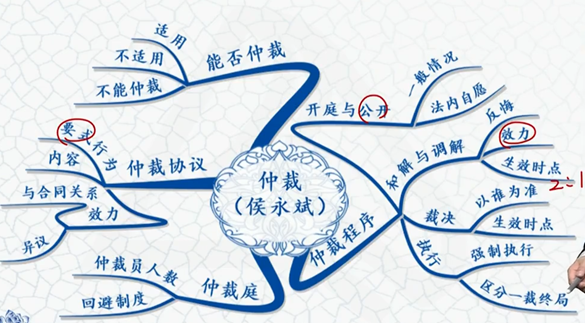 仲裁
（侯永斌）
能否仲裁
适用
不适用
不能仲裁
仲裁协议
要式行为
内容
效力
与合同关系
异议
仲裁庭
仲裁员人数
回避制度
仲裁程序
开庭与公开
一般情况
法内自愿
和解与调解
反悔
效力
生效时点
2=1
裁决
以谁为准
生效时点
执行
强制执行
区分一裁终局